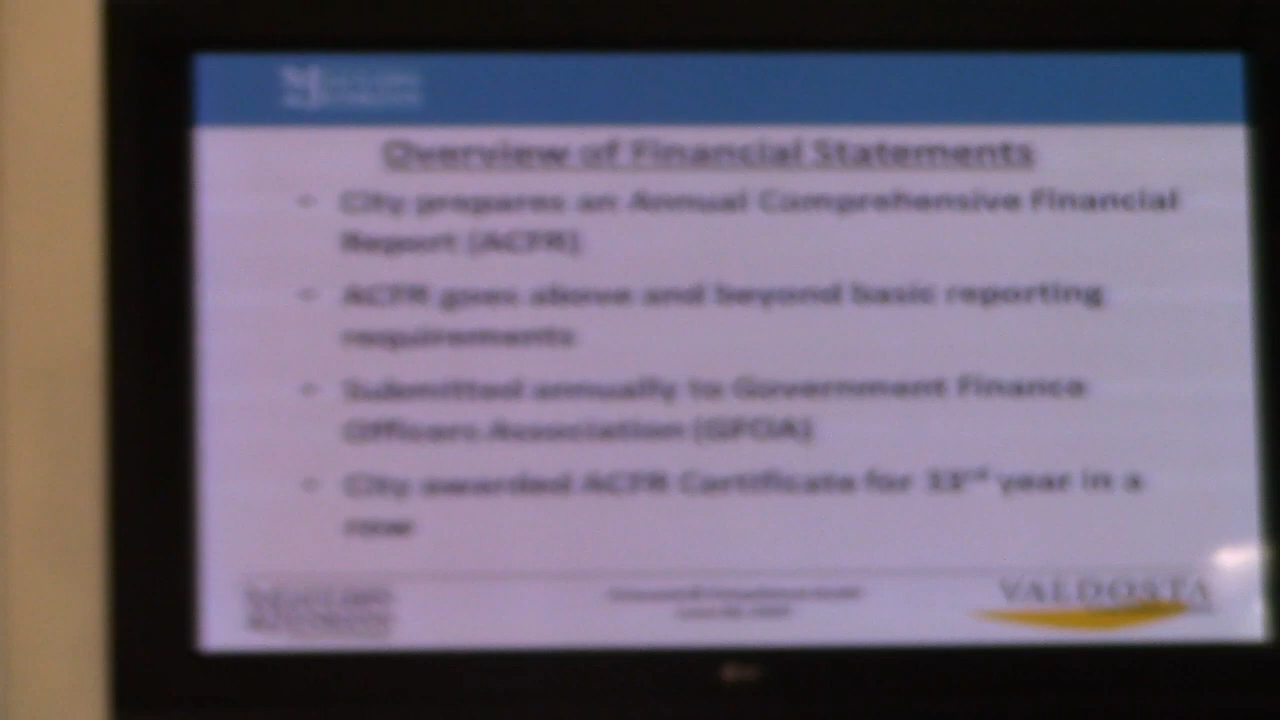 Overview of Financial Statements
- City prepares an Annual Comprehensive Financial
Report (ACFR)
- ACFR goes above and beyond basic reporting
requirements
- Submitted annually to Government Finance
Officers Association (GFOA)
- City awarded ACFR Certificate for 33rd year in a
row
VALDOSTA